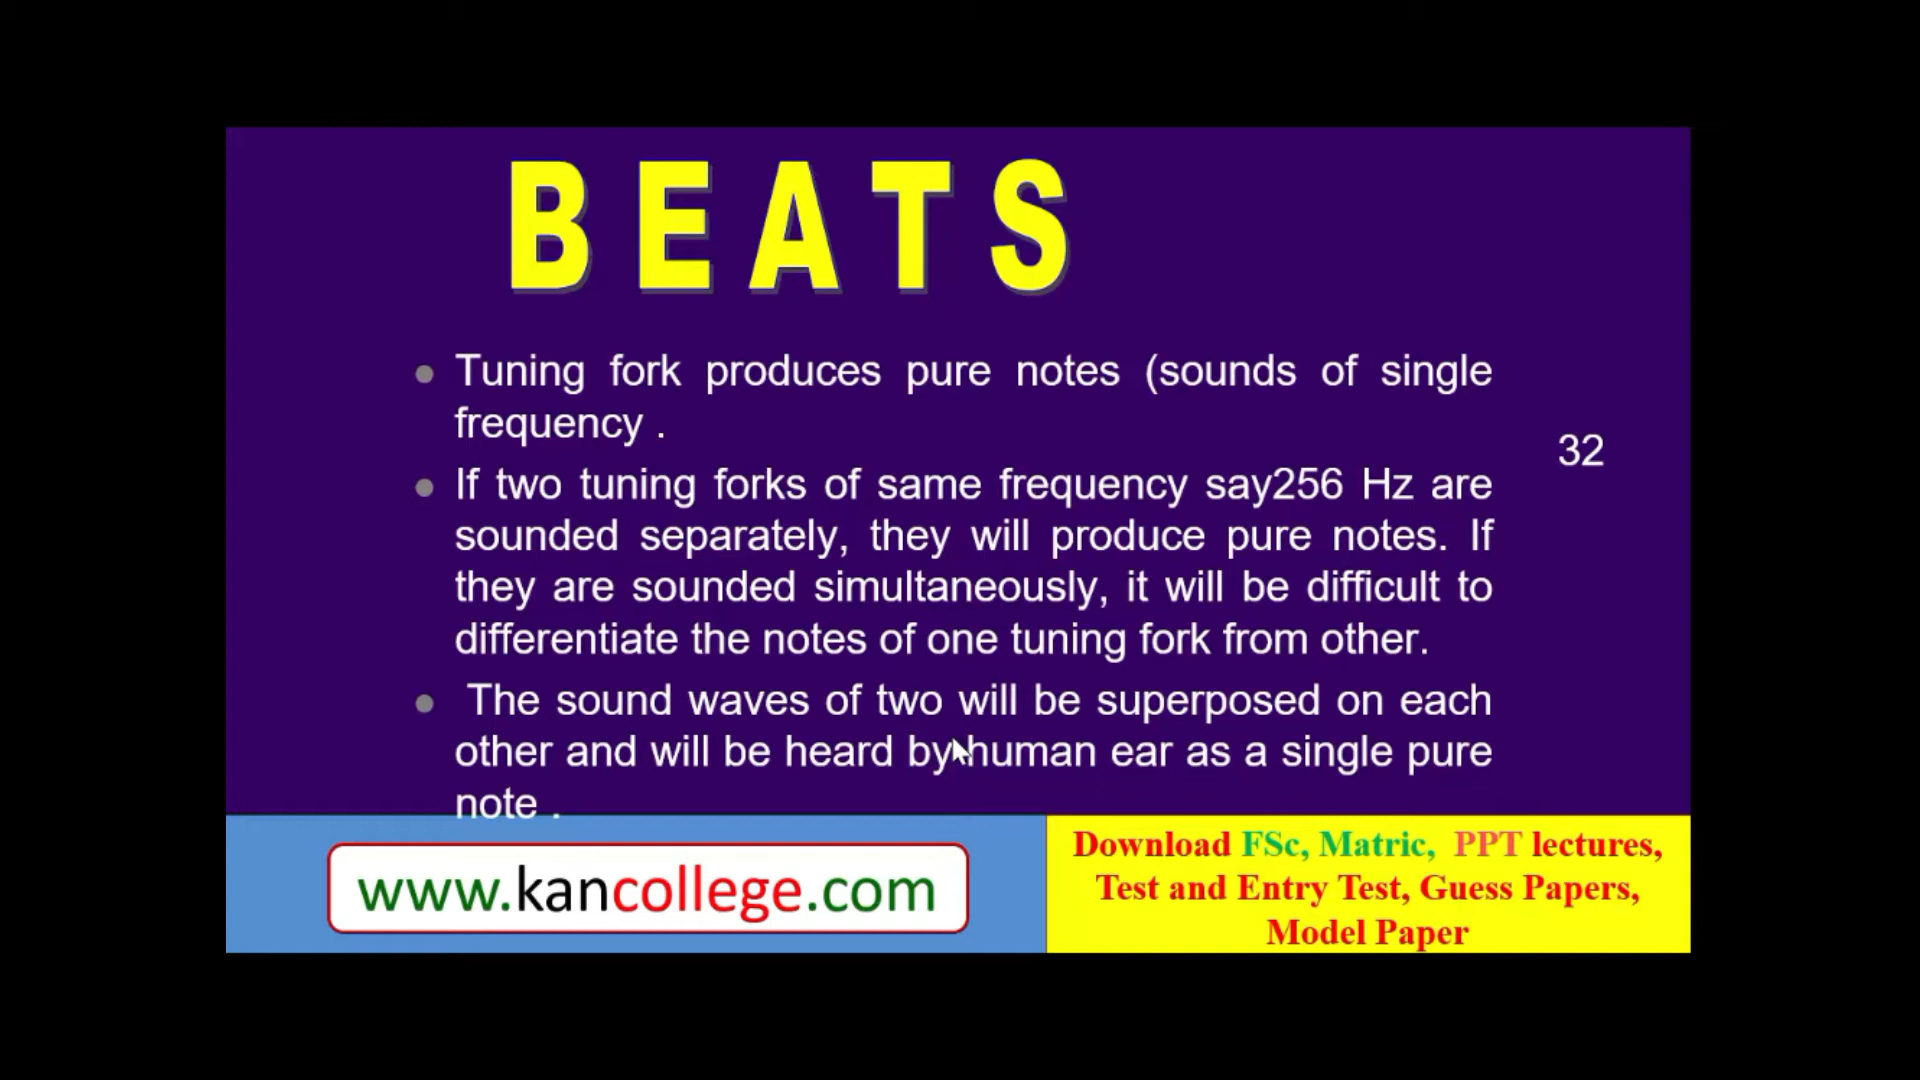 BEATS
Tuning fork produces pure notes (sounds of single
frequency .
32
If two tuning forks of same frequency say256 Hz are
sounded separately, they will produce pure notes. If
they are sounded simultaneously, it will be difficult to
differentiate the notes of one tuning fork from other.
The sound waves of two will be superposed on each
other and will be heard by human ear as a single pure
note .
www.kancollege.com
Download FSc, Matric, PPT lectures,
Test and Entry Test, Guess Papers,
Model Paper